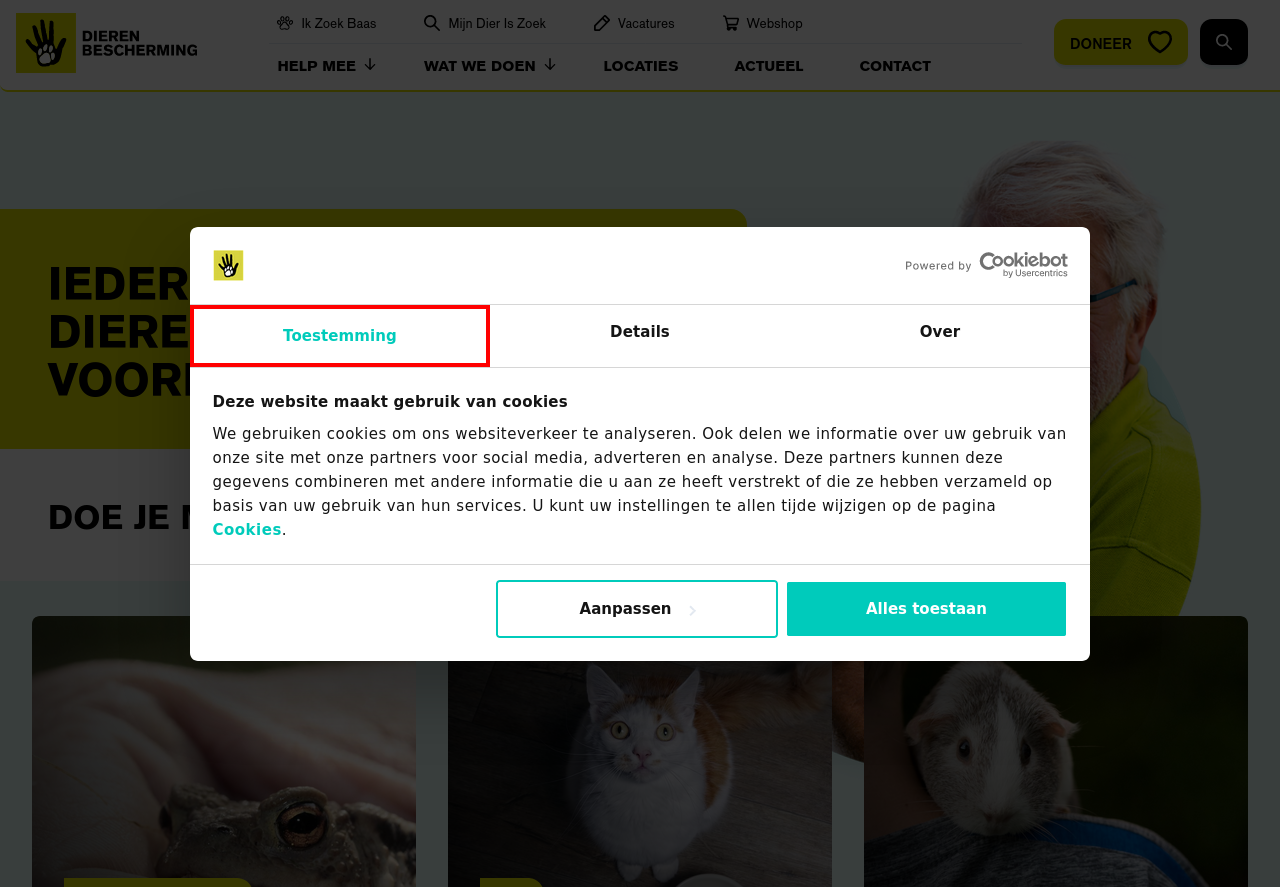 DIEREN
BESCHERMING
Ik Zoek Baas
Mijn Dier Is Zoek
Vacatures
Webshop
HELP MEE
WAT WE DOEN
LOCATIES
ACTUEEL
CONTACT
DONEER
IEDER
DIERE
VOOR
DOE JE
Powered by Cookiebot
by Usercentrics
Toestemming
Details
Over
Deze website maakt gebruik van cookies
We gebruiken cookies om ons websiteverkeer te analyseren. Ook delen we informatie over uw gebruik van
onze site met onze partners voor social media, adverteren en analyse. Deze partners kunnen deze
gegevens combineren met andere informatie die u aan ze heeft verstrekt of die ze hebben verzameld op
basis van uw gebruik van hun services. U kunt uw instellingen te allen tijde wijzigen op de pagina
Cookies.
Aanpassen
Alles toestaan